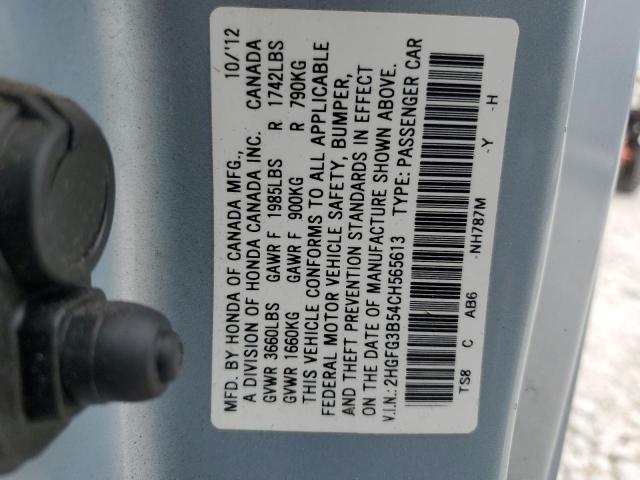 MFD. BY HONDA OF CANADA MFG., 10/'12
A DIVISION OF HONDA CANADA INC. CANADA
GVWR 3660LBS GAWR F 1985LBS R 1742LBS
GVWR 1660KG GAWR F 900KG R 790KG
THIS VEHICLE CONFORMS TO ALL APPLICABLE
FEDERAL MOTOR VEHICLE SAFETY, BUMPER,
AND THEFT PREVENTION STANDARDS IN EFFECT
ON THE DATE OF MANUFACTURE SHOWN ABOVE.
V.I.N.: 2HGFG3B54CH565613 TYPE: PASSENGER CAR
TS8 C AB6 -NH787M -Y -H